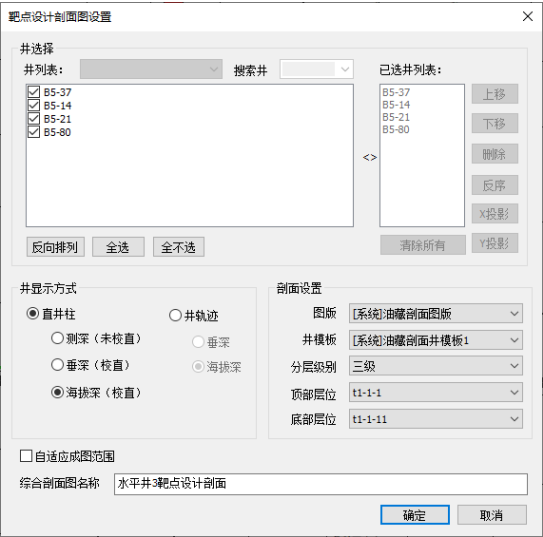 靶点设计剖面图设置
井选择
井列表： 搜索井 已选井列表：
B5-37
B5-14
B5-21
B5-80
<>
B5-37
B5-14
B5-21
B5-80
上移
下移
删除
反序
X投影
Y投影
反向排列 全选 全不选 清除所有
井显示方式
直井柱 井轨迹
测深（未校直） 垂深
垂深（校直） 海拔深
海拔深（校直）
剖面设置
图版 [系统]油藏剖面图版
井模板 [系统]油藏剖面井模板1
分层级别 三级
顶部层位 t1-1-1
底部层位 t1-1-11
自适应成图范围
综合剖面图名称 水平井3靶点设计剖面
确定 取消